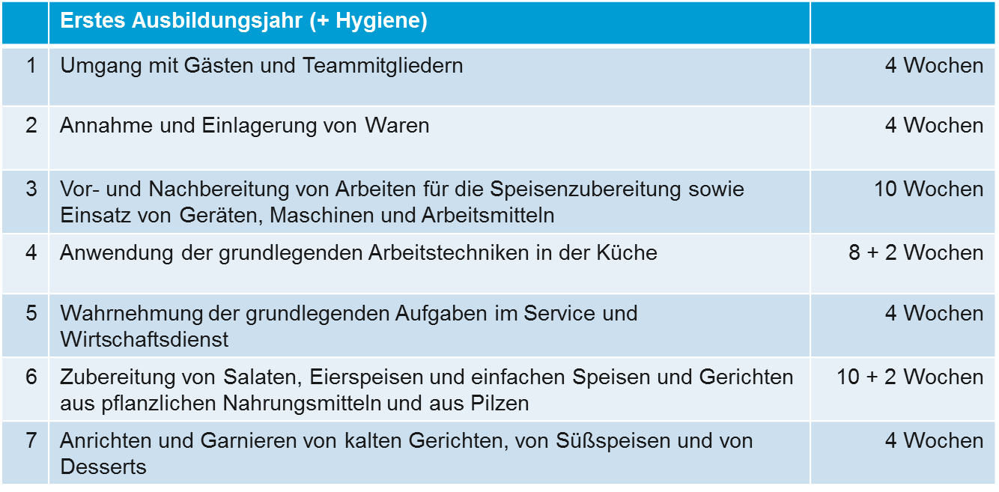 Erstes Ausbildungsjahr (+ Hygiene)
1 Umgang mit Gästen und Teammitgliedern 4 Wochen
2 Annahme und Einlagerung von Waren 4 Wochen
3 Vor- und Nachbereitung von Arbeiten für die Speisenzubereitung sowie 10 Wochen
Einsatz von Geräten, Maschinen und Arbeitsmitteln
4 Anwendung der grundlegenden Arbeitstechniken in der Küche 8 + 2 Wochen
5 Wahrnehmung der grundlegenden Aufgaben im Service und 4 Wochen
Wirtschaftsdienst
6 Zubereitung von Salaten, Eierspeisen und einfachen Speisen und Gerichten 10 + 2 Wochen
aus pflanzlichen Nahrungsmitteln und aus Pilzen
7 Anrichten und Garnieren von kalten Gerichten, von Süßspeisen und von 4 Wochen
Desserts